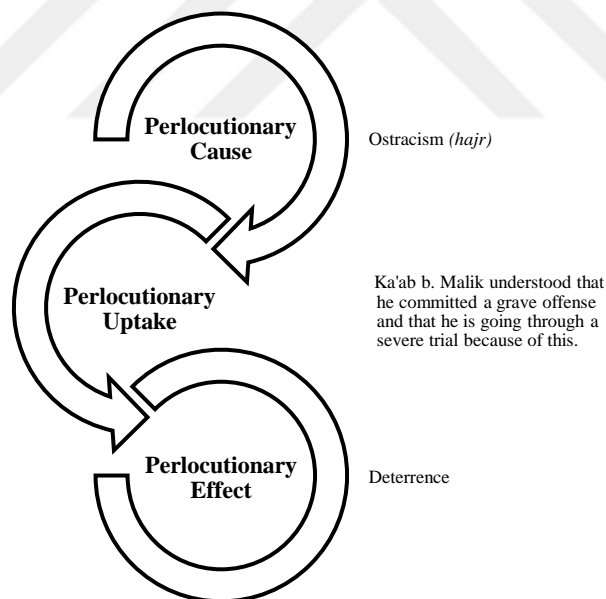 Perlocutionary
Cause
Ostracism (hajr)
Perlocutionary
Uptake
Ka'ab b. Malik understood that
he committed a grave offense
and that he is going through a
severe trial because of this.
Perlocutionary
Effect
Deterrence